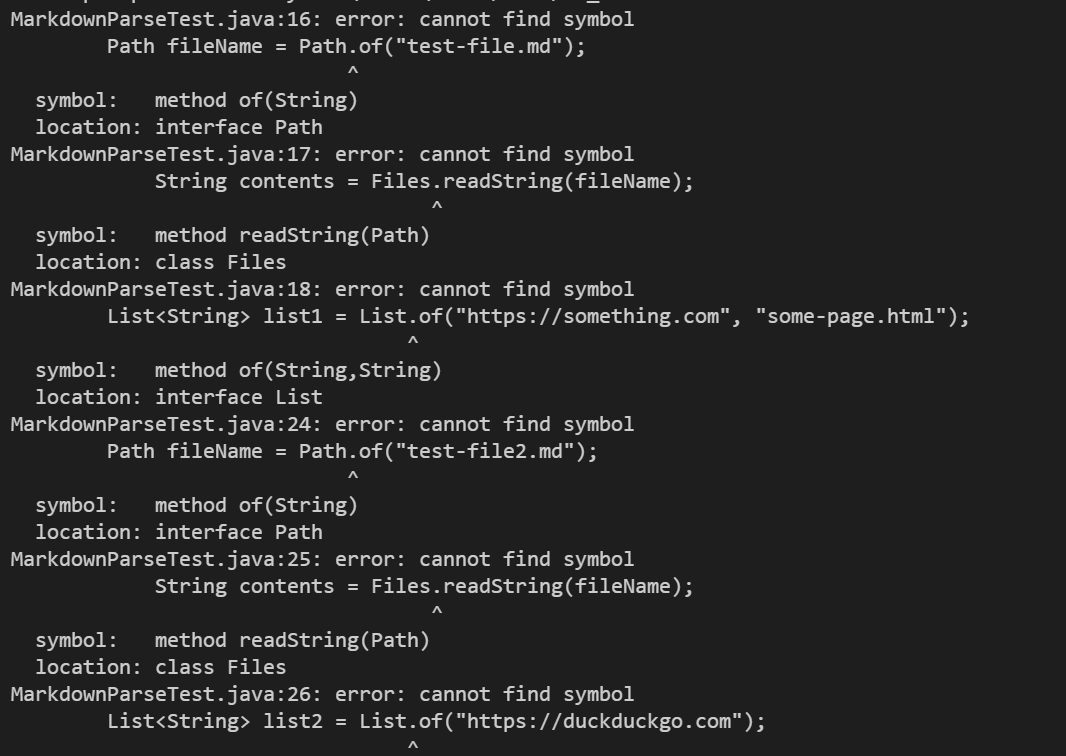 MarkdownParseTest.java:16: error: cannot find symbol
        Path fileName = Path.of("test-file.md");
                            ^
  symbol:   method of(String)
  location: interface Path
MarkdownParseTest.java:17: error: cannot find symbol
            String contents = Files.readString(fileName);
                                   ^
  symbol:   method readString(Path)
  location: class Files
MarkdownParseTest.java:18: error: cannot find symbol
        List<String> list1 = List.of("https://something.com", "some-page.html");
                                 ^
  symbol:   method of(String,String)
  location: interface List
MarkdownParseTest.java:24: error: cannot find symbol
        Path fileName = Path.of("test-file2.md");
                            ^
  symbol:   method of(String)
  location: interface Path
MarkdownParseTest.java:25: error: cannot find symbol
            String contents = Files.readString(fileName);
                                   ^
  symbol:   method readString(Path)
  location: class Files
MarkdownParseTest.java:26: error: cannot find symbol
        List<String> list2 = List.of("https://duckduckgo.com");
                                 ^